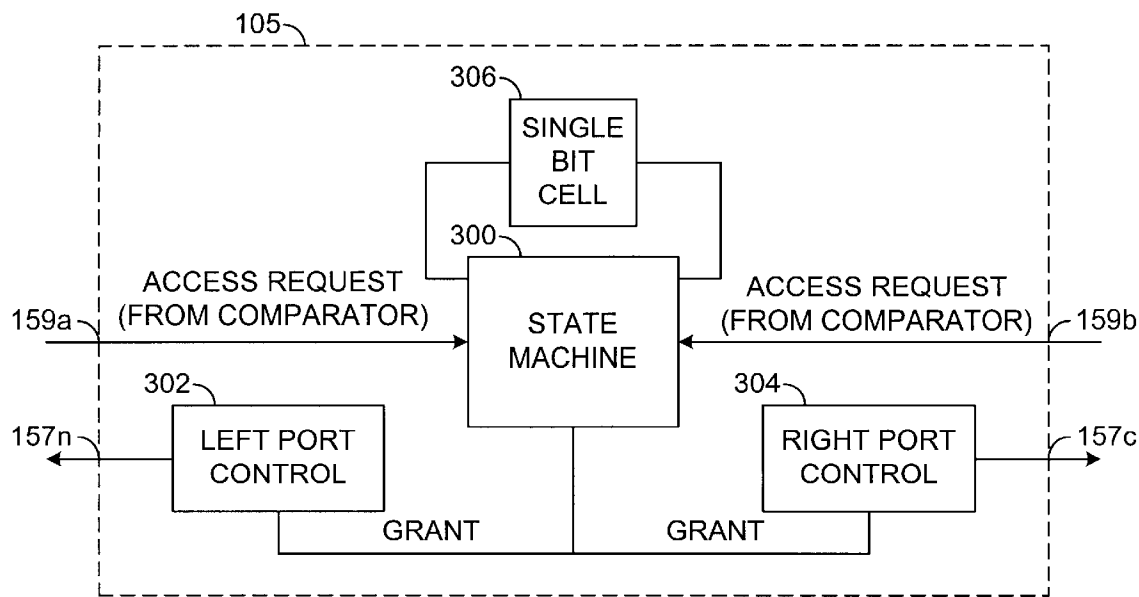 105
306
SINGLE
BIT
CELL
300
ACCESS REQUEST
(FROM COMPARATOR)
ACCESS REQUEST
(FROM COMPARATOR)
159a
STATE
MACHINE
159b
302
304
157n
LEFT PORT
CONTROL
RIGHT PORT
CONTROL
157c
GRANT
GRANT